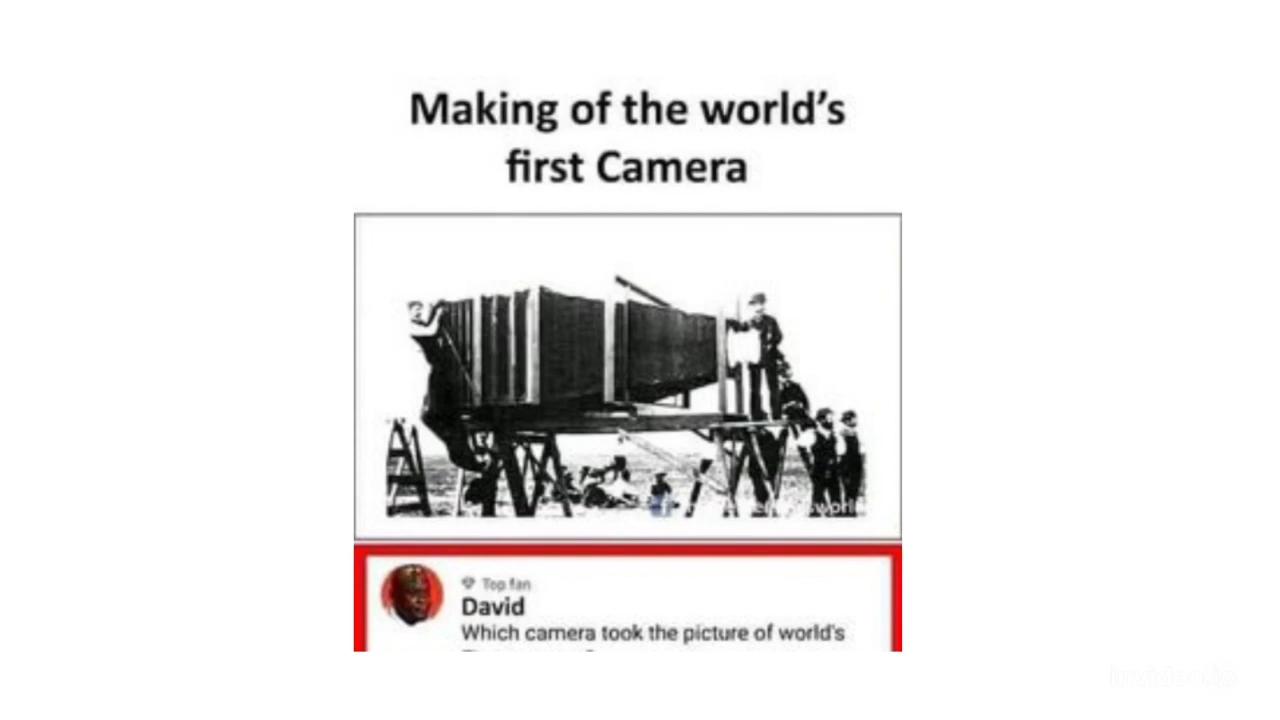 Making of the world's
first Camera
Top fan
David
Which camera took the picture of world's